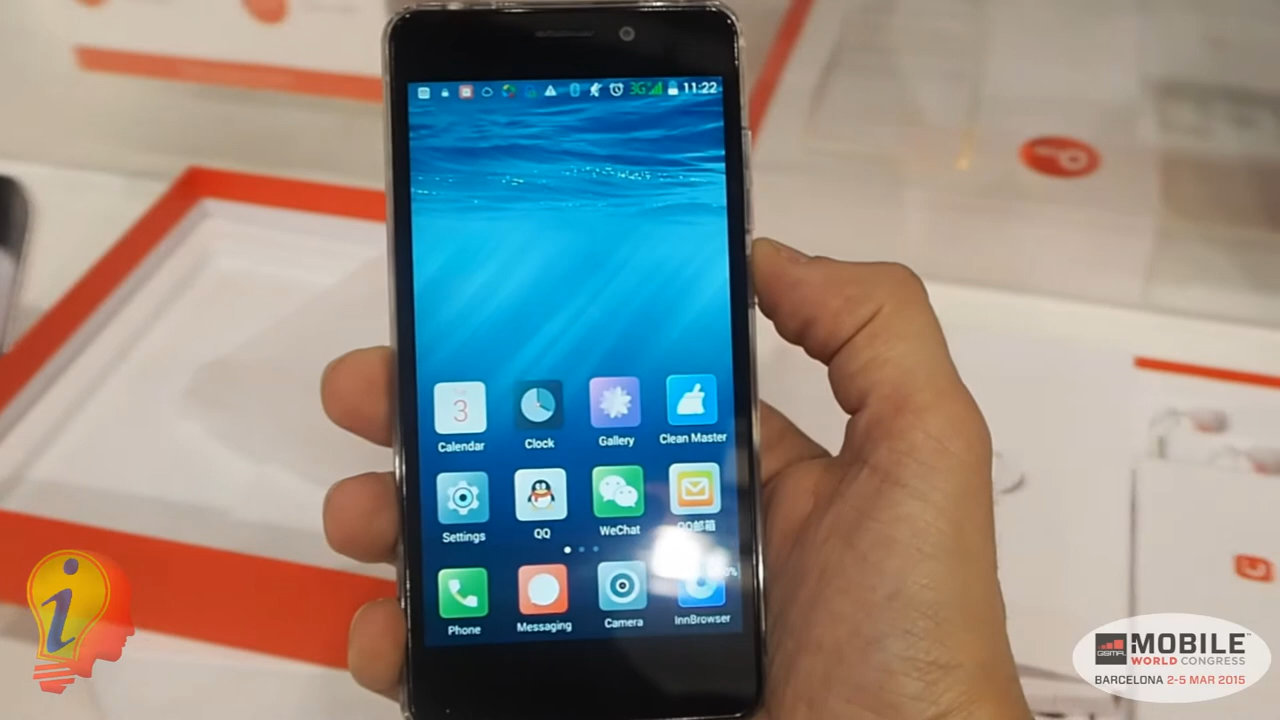 3G 11:22
3
Calendar Clock Gallery Clean Master
Settings QQ WeChat QQ邮箱
Phone Messaging Camera InnBrowser
i
GSMA MOBILE™
WORLD CONGRESS
BARCELONA 2-5 MAR 2015